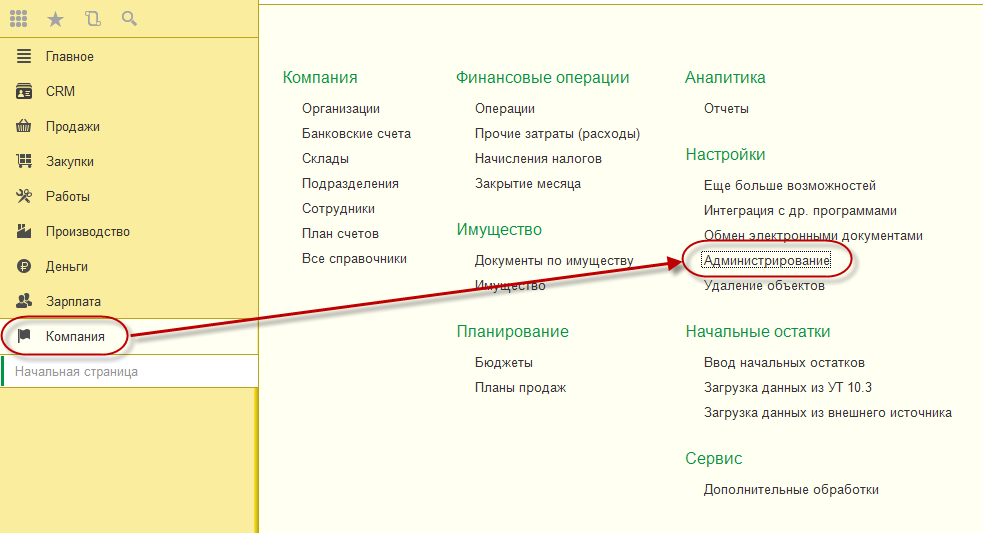 Главное
CRM
Продажи
Закупки
Работы
Производство
Деньги
Зарплата
Компания
Начальная страница
Компания
Организации
Банковские счета
Склады
Подразделения
Сотрудники
План счетов
Все справочники
Финансовые операции
Операции
Прочие затраты (расходы)
Начисления налогов
Закрытие месяца
Имущество
Документы по имуществу
Имущество
Планирование
Бюджеты
Планы продаж
Аналитика
Отчеты
Настройки
Еще больше возможностей
Интеграция с др. программами
Обмен электронными документами
Администрирование
Удаление объектов
Начальные остатки
Ввод начальных остатков
Загрузка данных из УТ 10.3
Загрузка данных из внешнего источника
Сервис
Дополнительные обработки